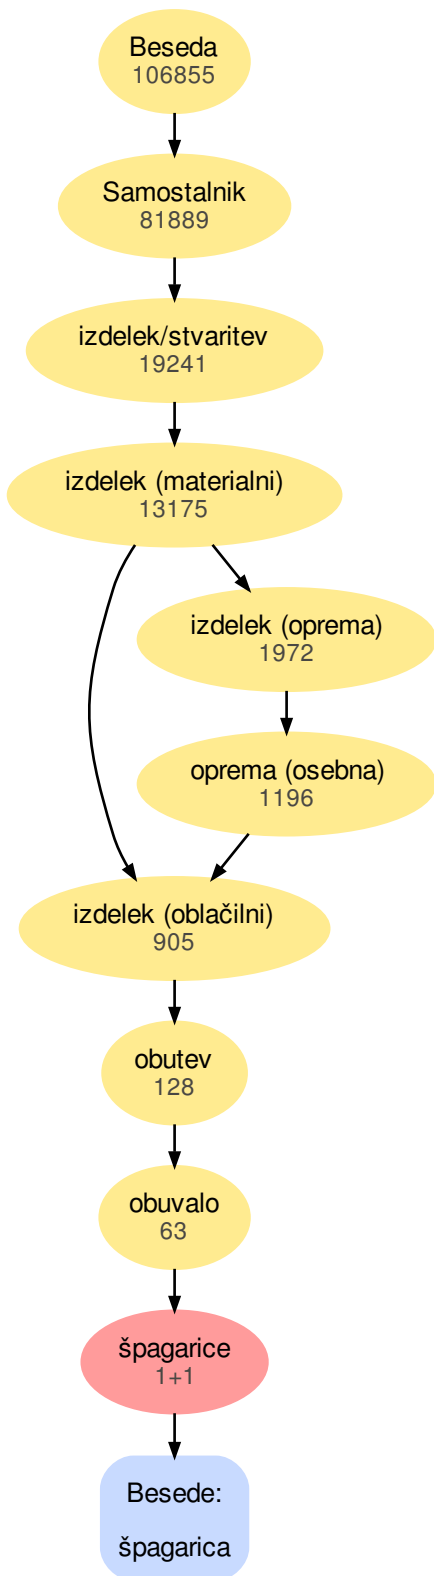 Beseda
106855
Samostalnik
81889
izdelek/stvaritev
19241
izdelek (materialni)
13175
izdelek (oprema)
1972
oprema (osebna)
1196
izdelek (oblačilni)
905
obutev
128
obuvalo
63
špagarice
1+1
Besede:
špagarica